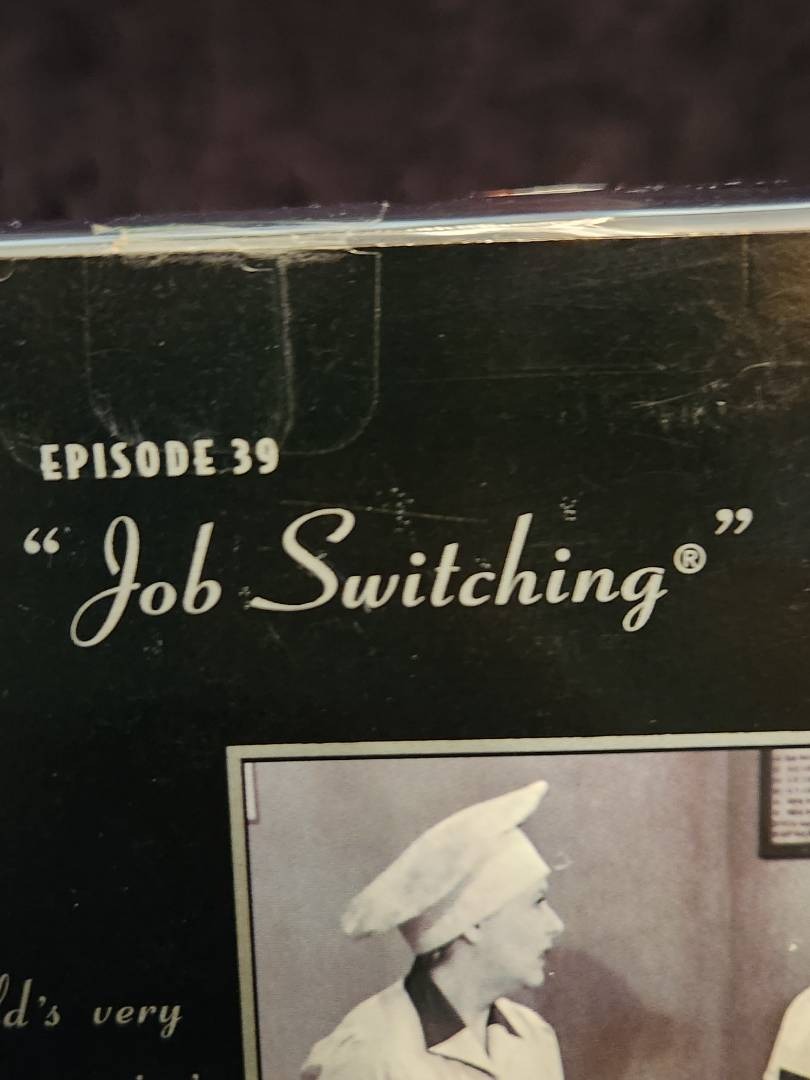 EPISODE 39
“Job Switching®”
ld's very